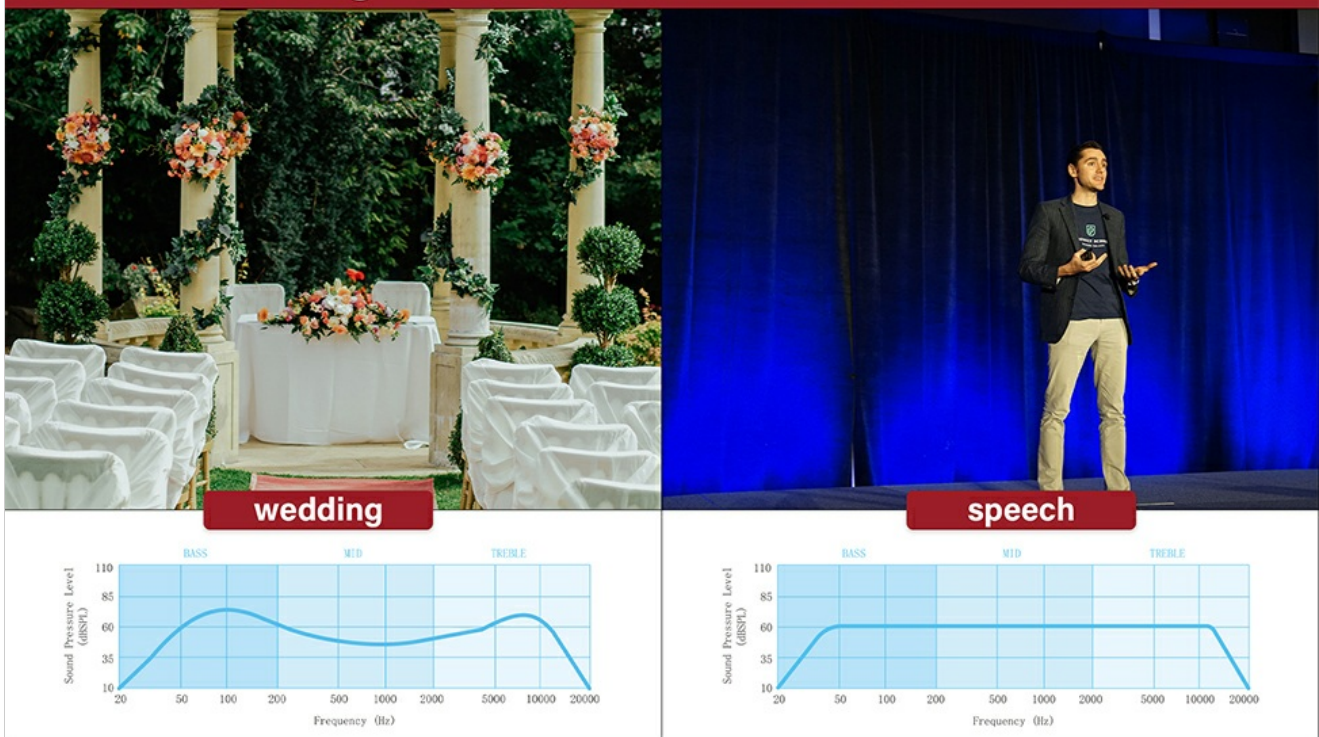 wedding
speech
BASS MID TREBLE
Sound Pressure Level
(dBSPL)
110
85
60
35
10
20 50 100 200 500 1000 2000 5000 10000 20000
Frequency (Hz)
BASS MID TREBLE
Sound Pressure Level
(dBSPL)
110
85
60
35
10
20 50 100 200 500 1000 2000 5000 10000 20000
Frequency (Hz)